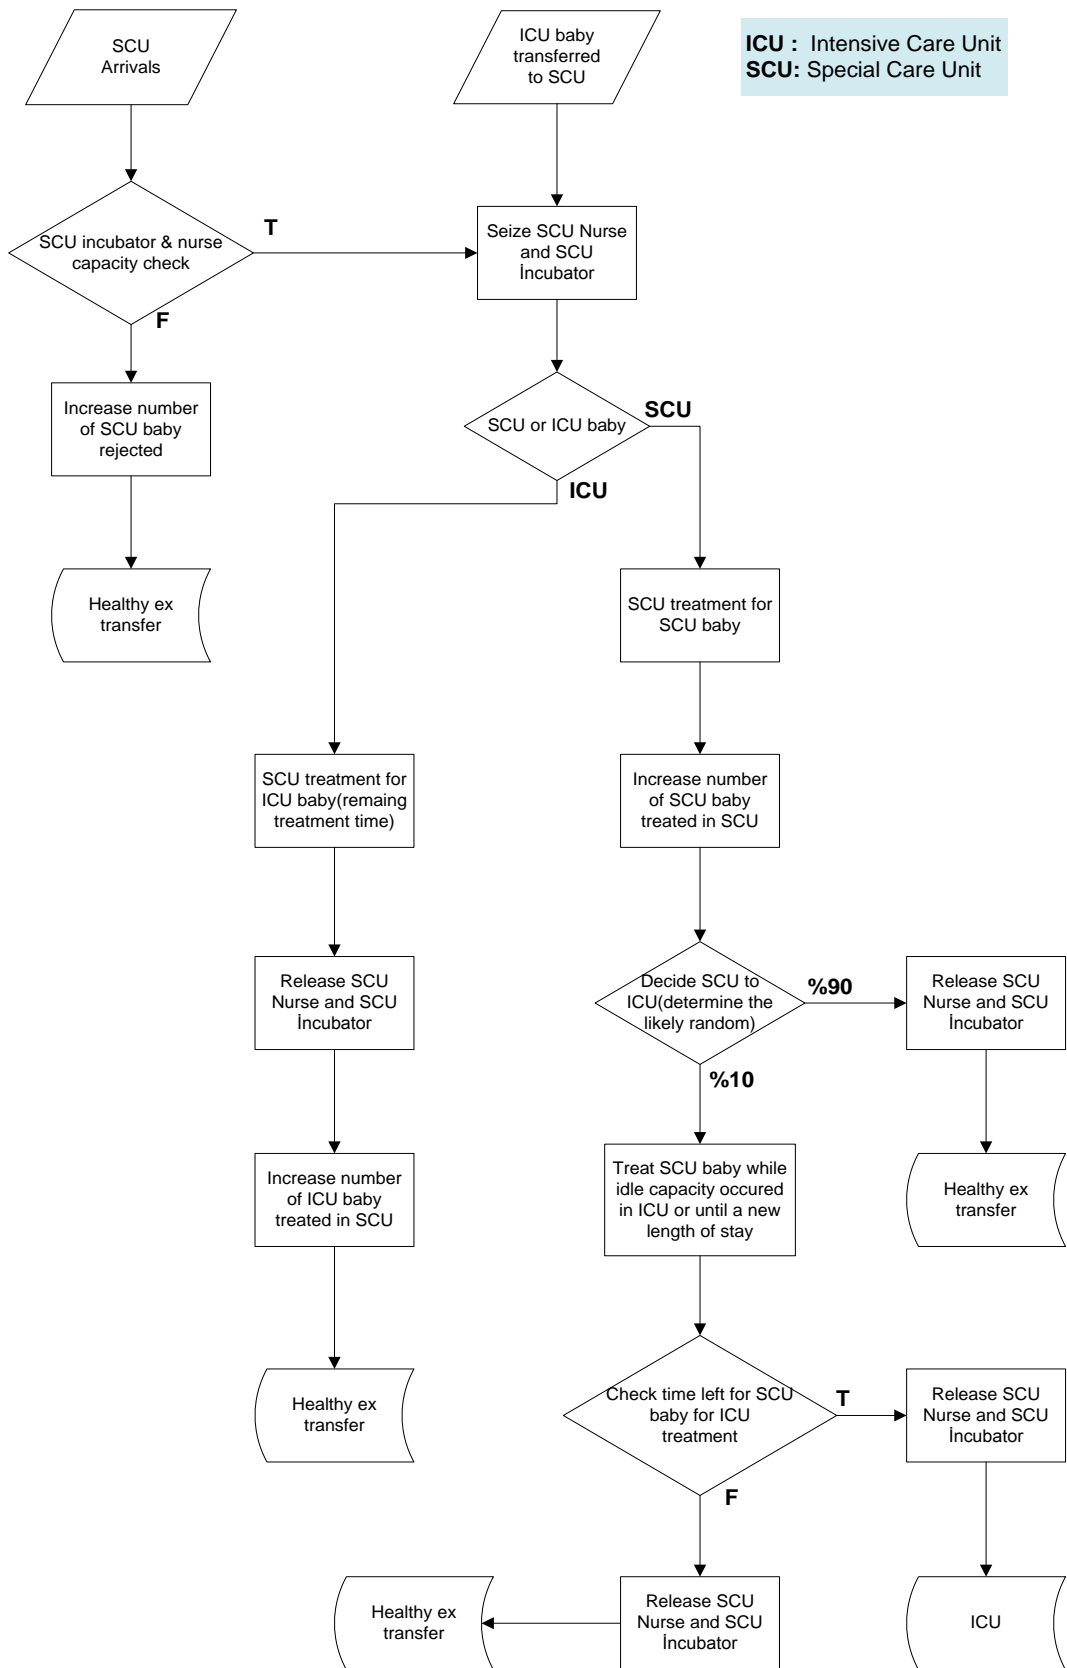 SCU
Arrivals
ICU baby
transferred
to SCU
ICU :  Intensive Care Unit
SCU: Special Care Unit
SCU incubator & nurse
capacity check
T
F
Seize SCU Nurse
and SCU
İncubator
Increase number
of SCU baby
rejected
SCU or ICU baby
SCU
ICU
Healthy ex
transfer
SCU treatment for
SCU baby
SCU treatment for
ICU baby(remaing
treatment time)
Increase number
of SCU baby
treated in SCU
Release SCU
Nurse and SCU
İncubator
Decide SCU to
ICU(determine the
likely random)
%90
%10
Release SCU
Nurse and SCU
İncubator
Increase number
of ICU baby
treated in SCU
Treat SCU baby while
idle capacity occured
in ICU or until a new
length of stay
Healthy ex
transfer
Healthy ex
transfer
Check time left for SCU
baby for ICU
treatment
T
F
Release SCU
Nurse and SCU
İncubator
Healthy ex
transfer
Release SCU
Nurse and SCU
İncubator
ICU